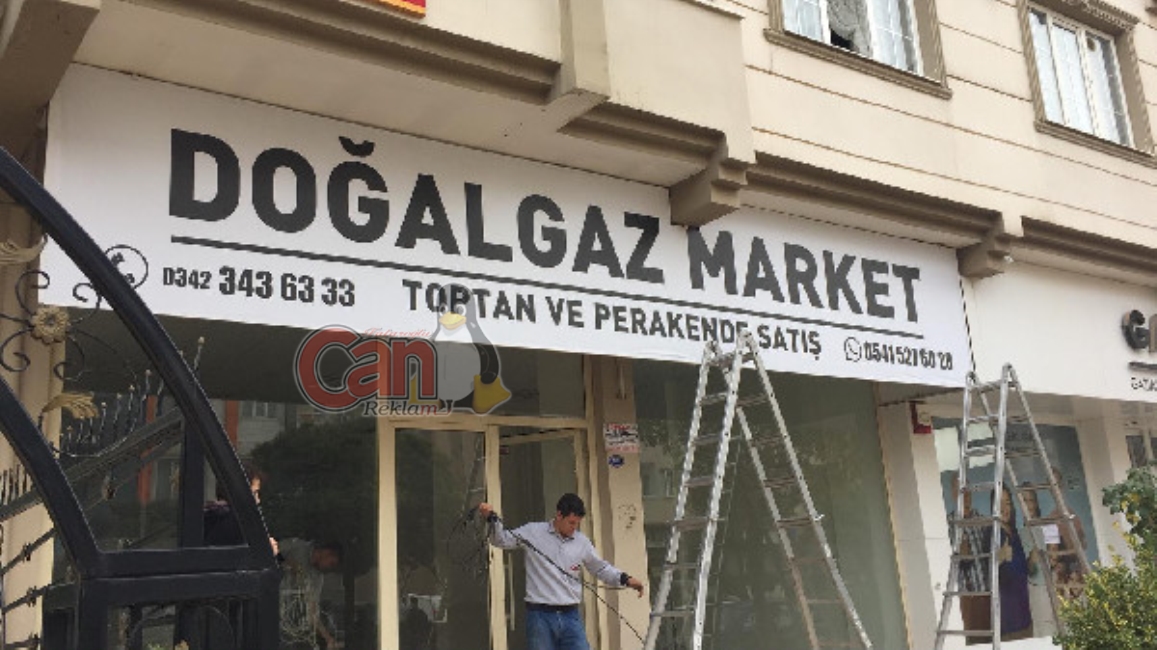 DOĞALGAZ MARKET
0342 343 63 33
TOPTAN VE PERAKENDE SATIŞ
0541 521 60 28
Can
Reklam